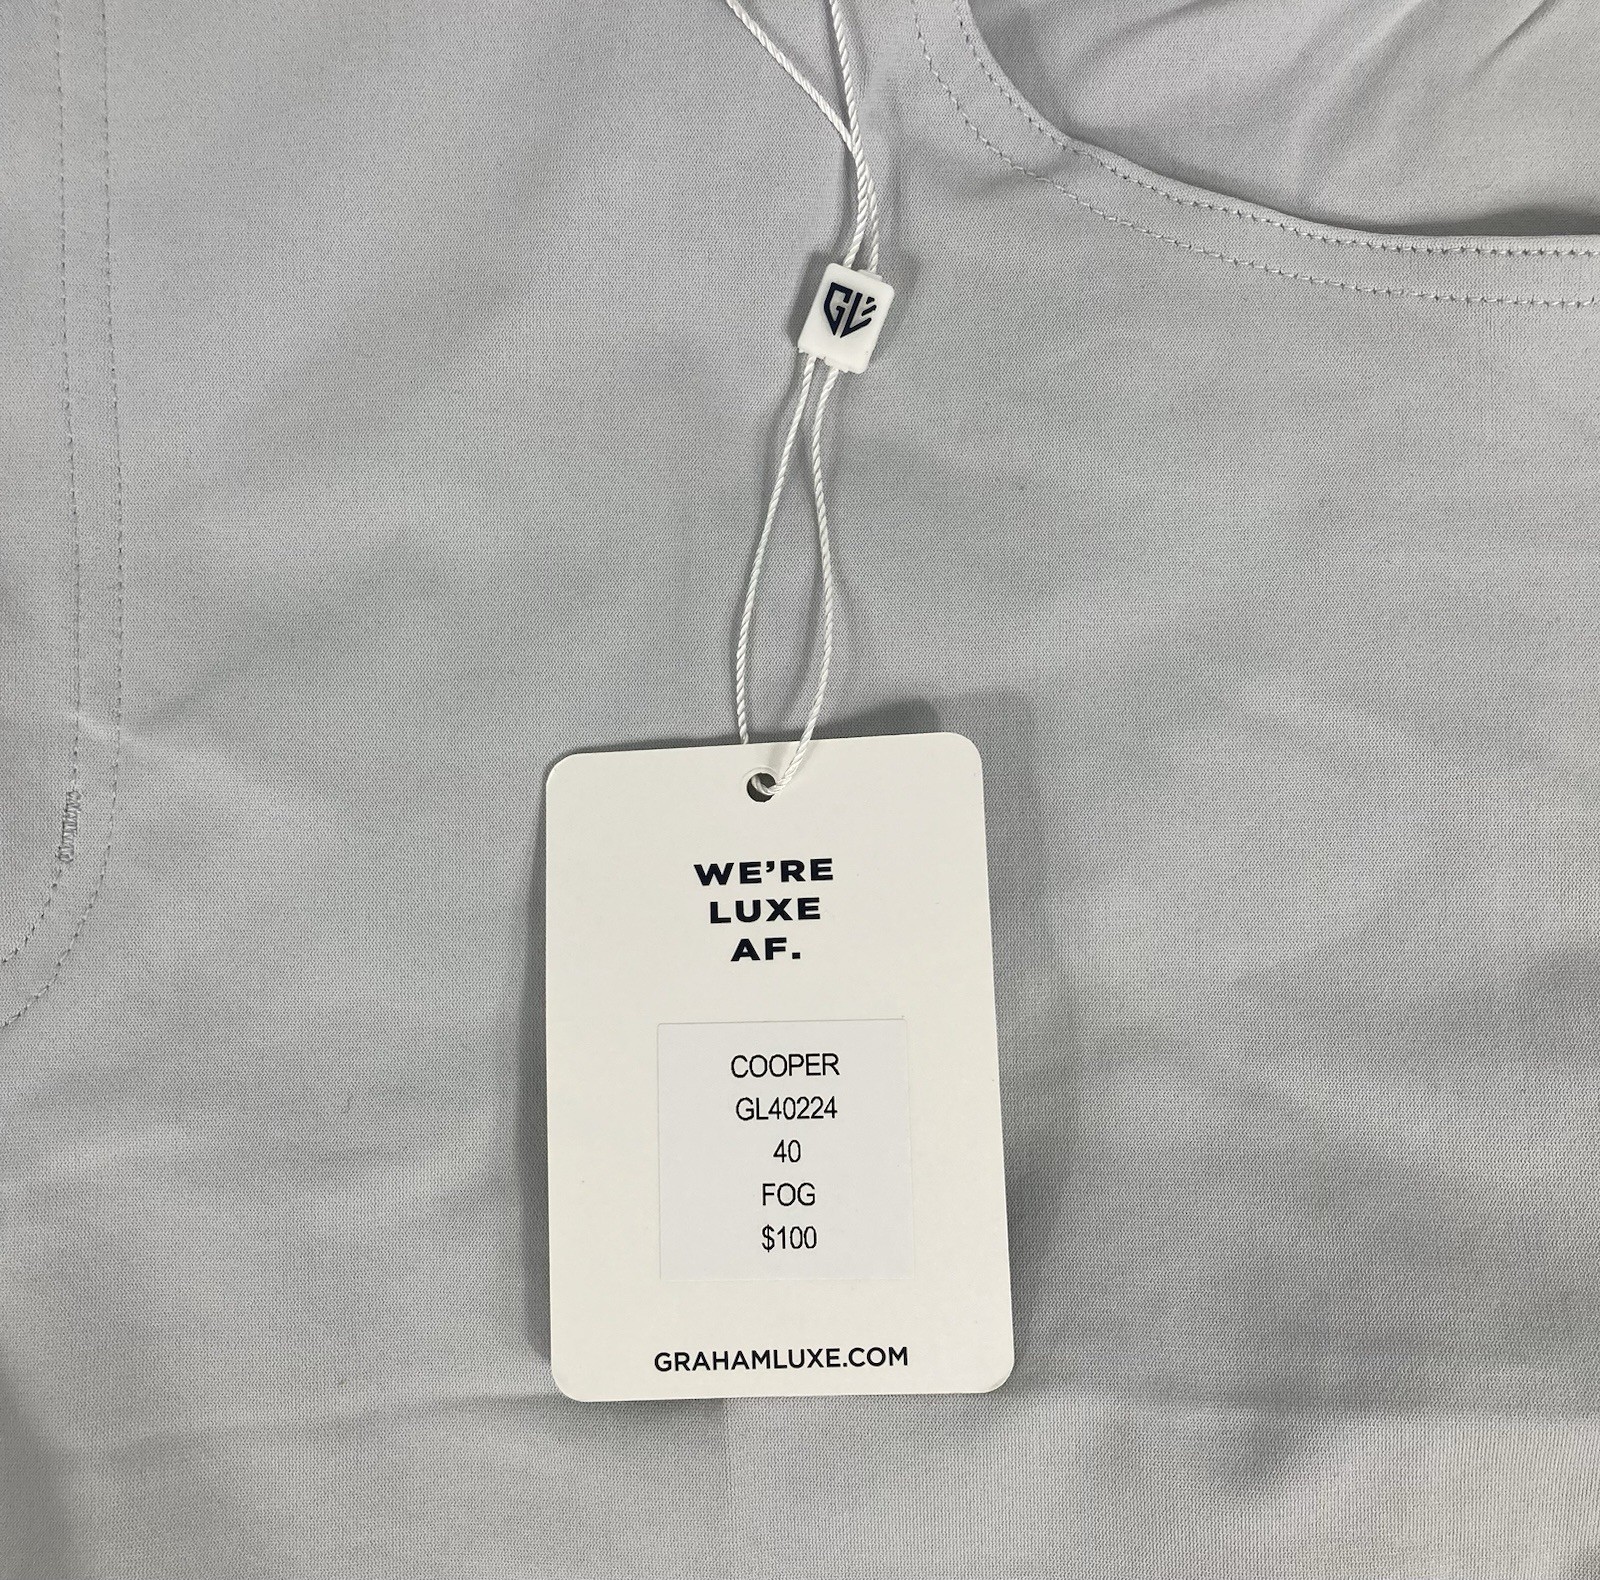 GL
WE'RE
LUXE
AF.
COOPER
GL40224
40
FOG
$100
GRAHAMLUXE.COM